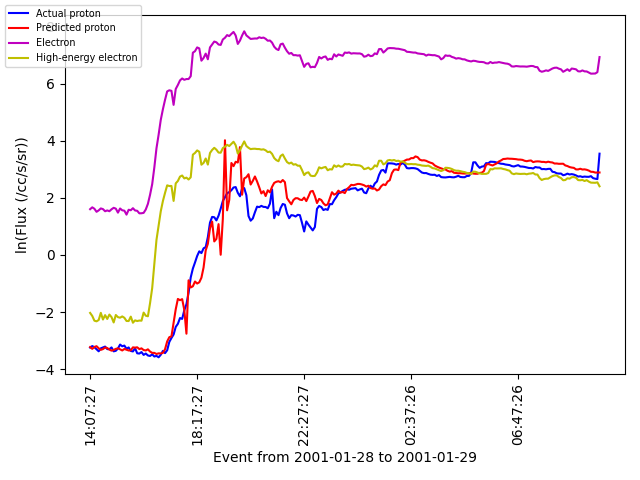 Actual proton
Predicted proton
Electron
High-energy electron
ln(Flux (/cc/s/sr))
6
4
2
0
−2
−4
14:07:27
18:17:27
22:27:27
02:37:26
06:47:26
Event from 2001-01-28 to 2001-01-29